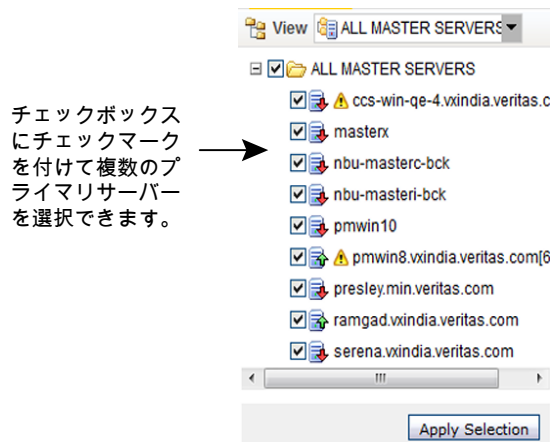 View ALL MASTER SERVERS
ALL MASTER SERVERS
ccs-win-qe-4.vxindia.veritas.c
masterx
nbu-masterc-bck
nbu-masteri-bck
pmwin10
pmwin8.vxindia.veritas.com[6
presley.min.veritas.com
ramgad.vxindia.veritas.com
serena.vxindia.veritas.com
Apply Selection
チェックボックス
にチェックマーク
を付けて複数のプ
ライマリサーバー
を選択できます。